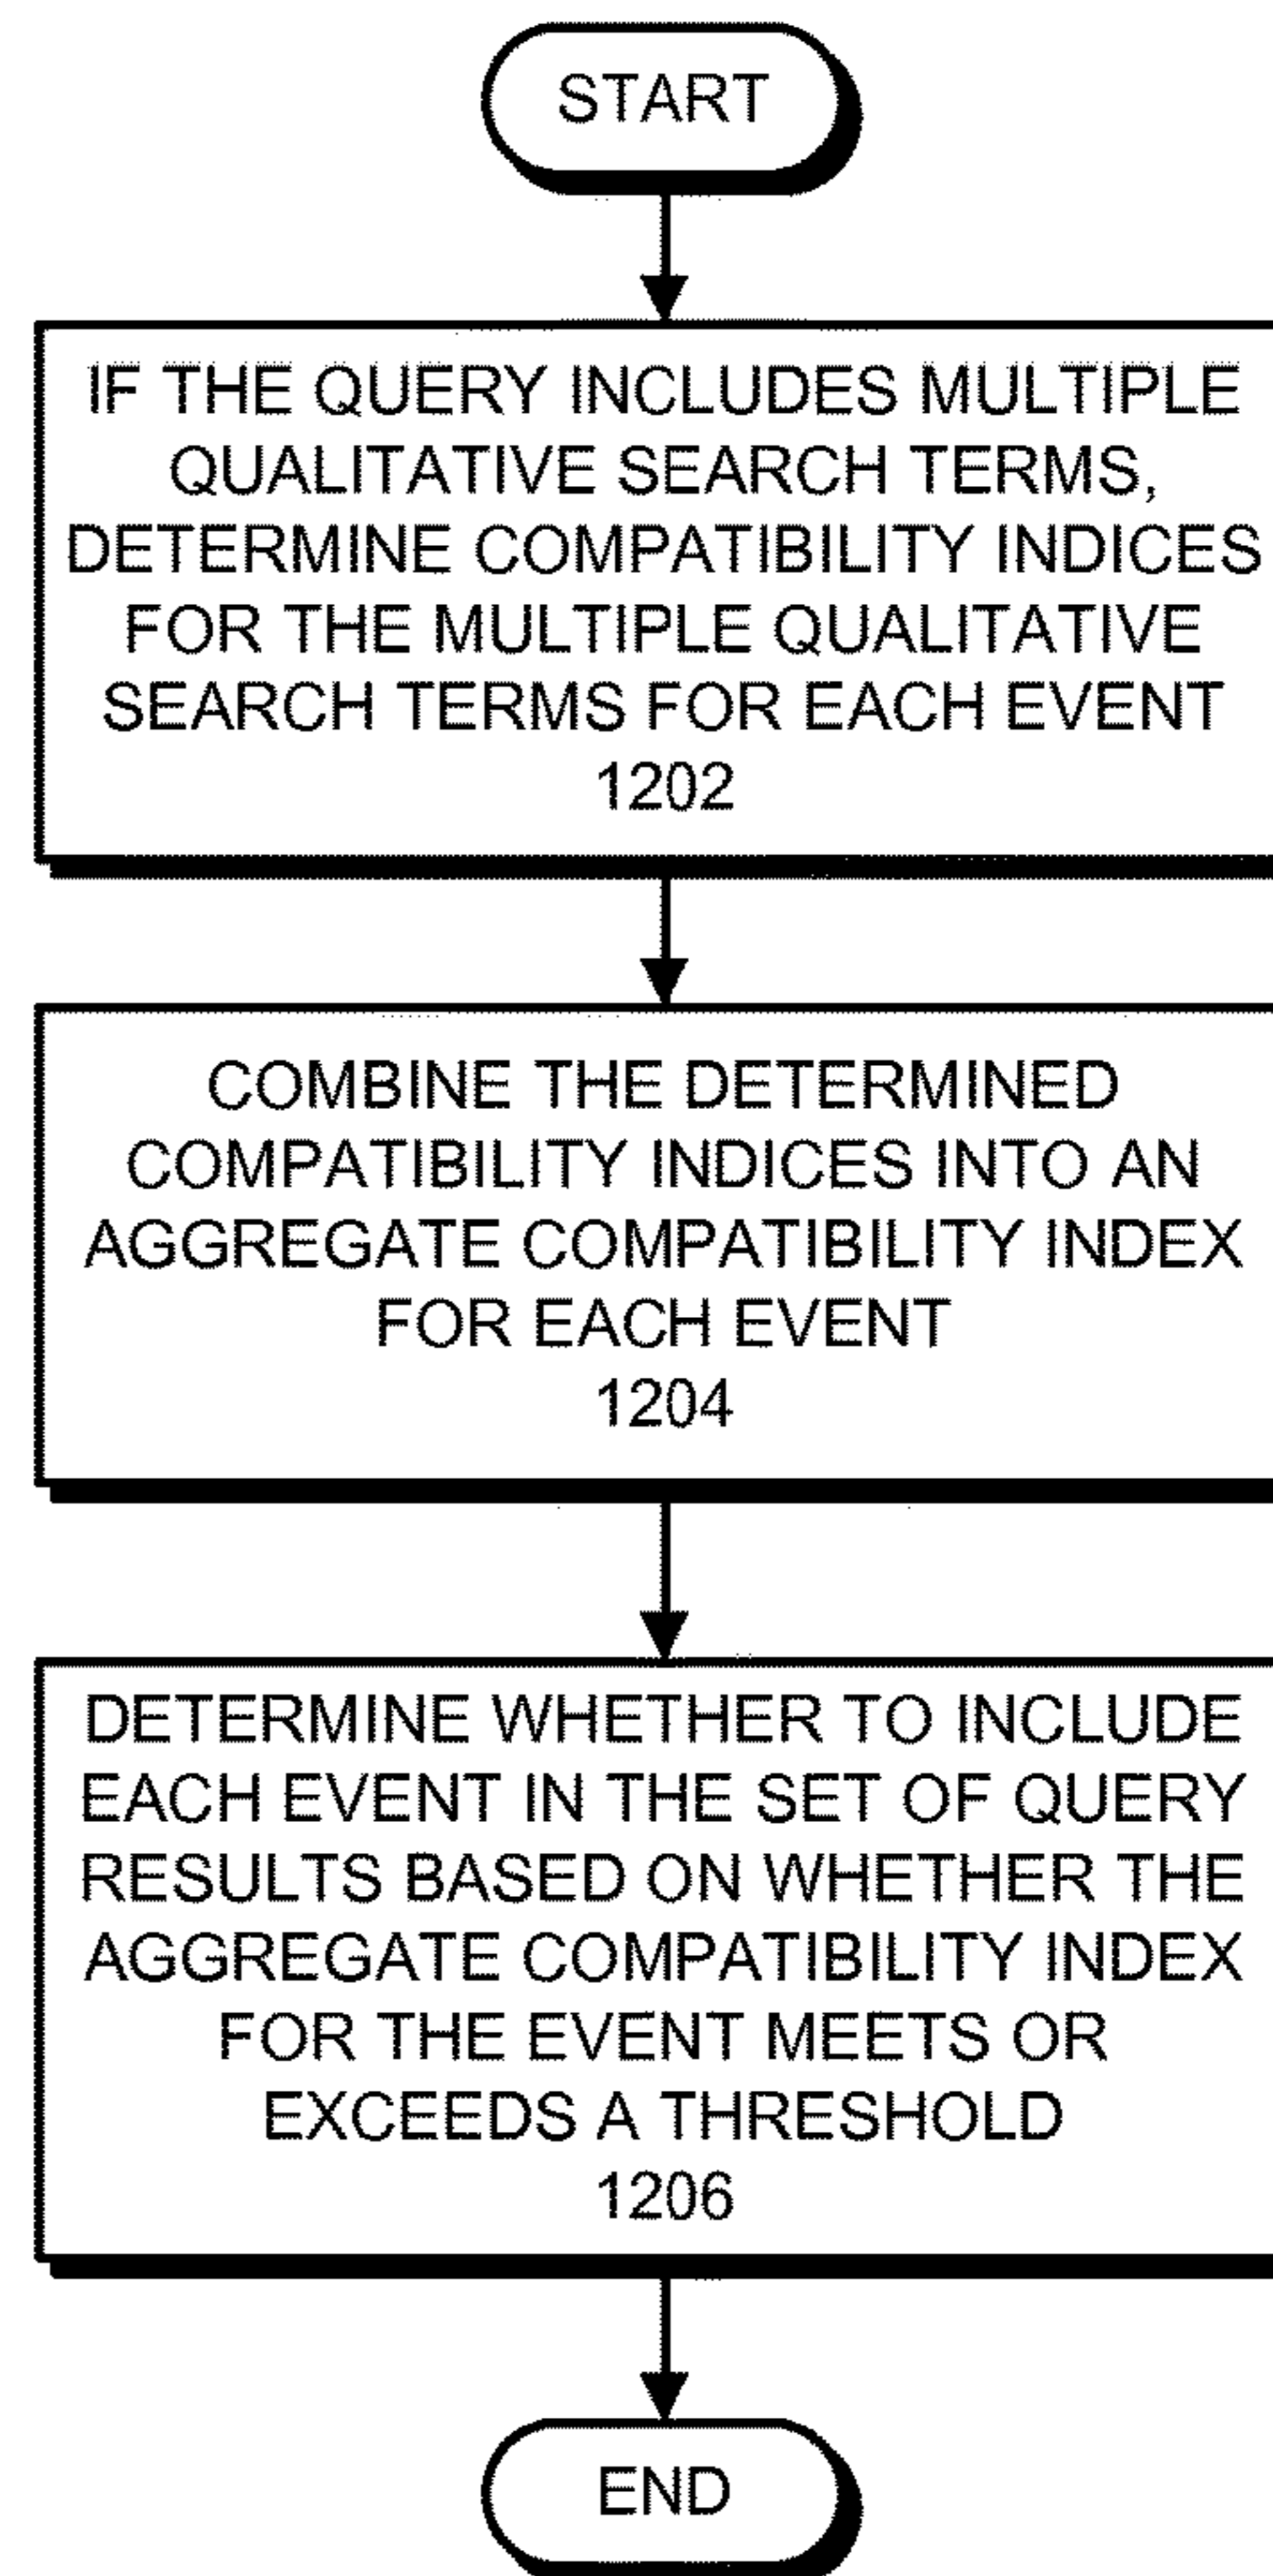 START
IF THE QUERY INCLUDES MULTIPLE
QUALITATIVE SEARCH TERMS,
DETERMINE COMPATIBILITY INDICES
FOR THE MULTIPLE QUALITATIVE
SEARCH TERMS FOR EACH EVENT
1202
COMBINE THE DETERMINED
COMPATIBILITY INDICES INTO AN
AGGREGATE COMPATIBILITY INDEX
FOR EACH EVENT
1204
DETERMINE WHETHER TO INCLUDE
EACH EVENT IN THE SET OF QUERY
RESULTS BASED ON WHETHER THE
AGGREGATE COMPATIBILITY INDEX
FOR THE EVENT MEETS OR
EXCEEDS A THRESHOLD
1206
END